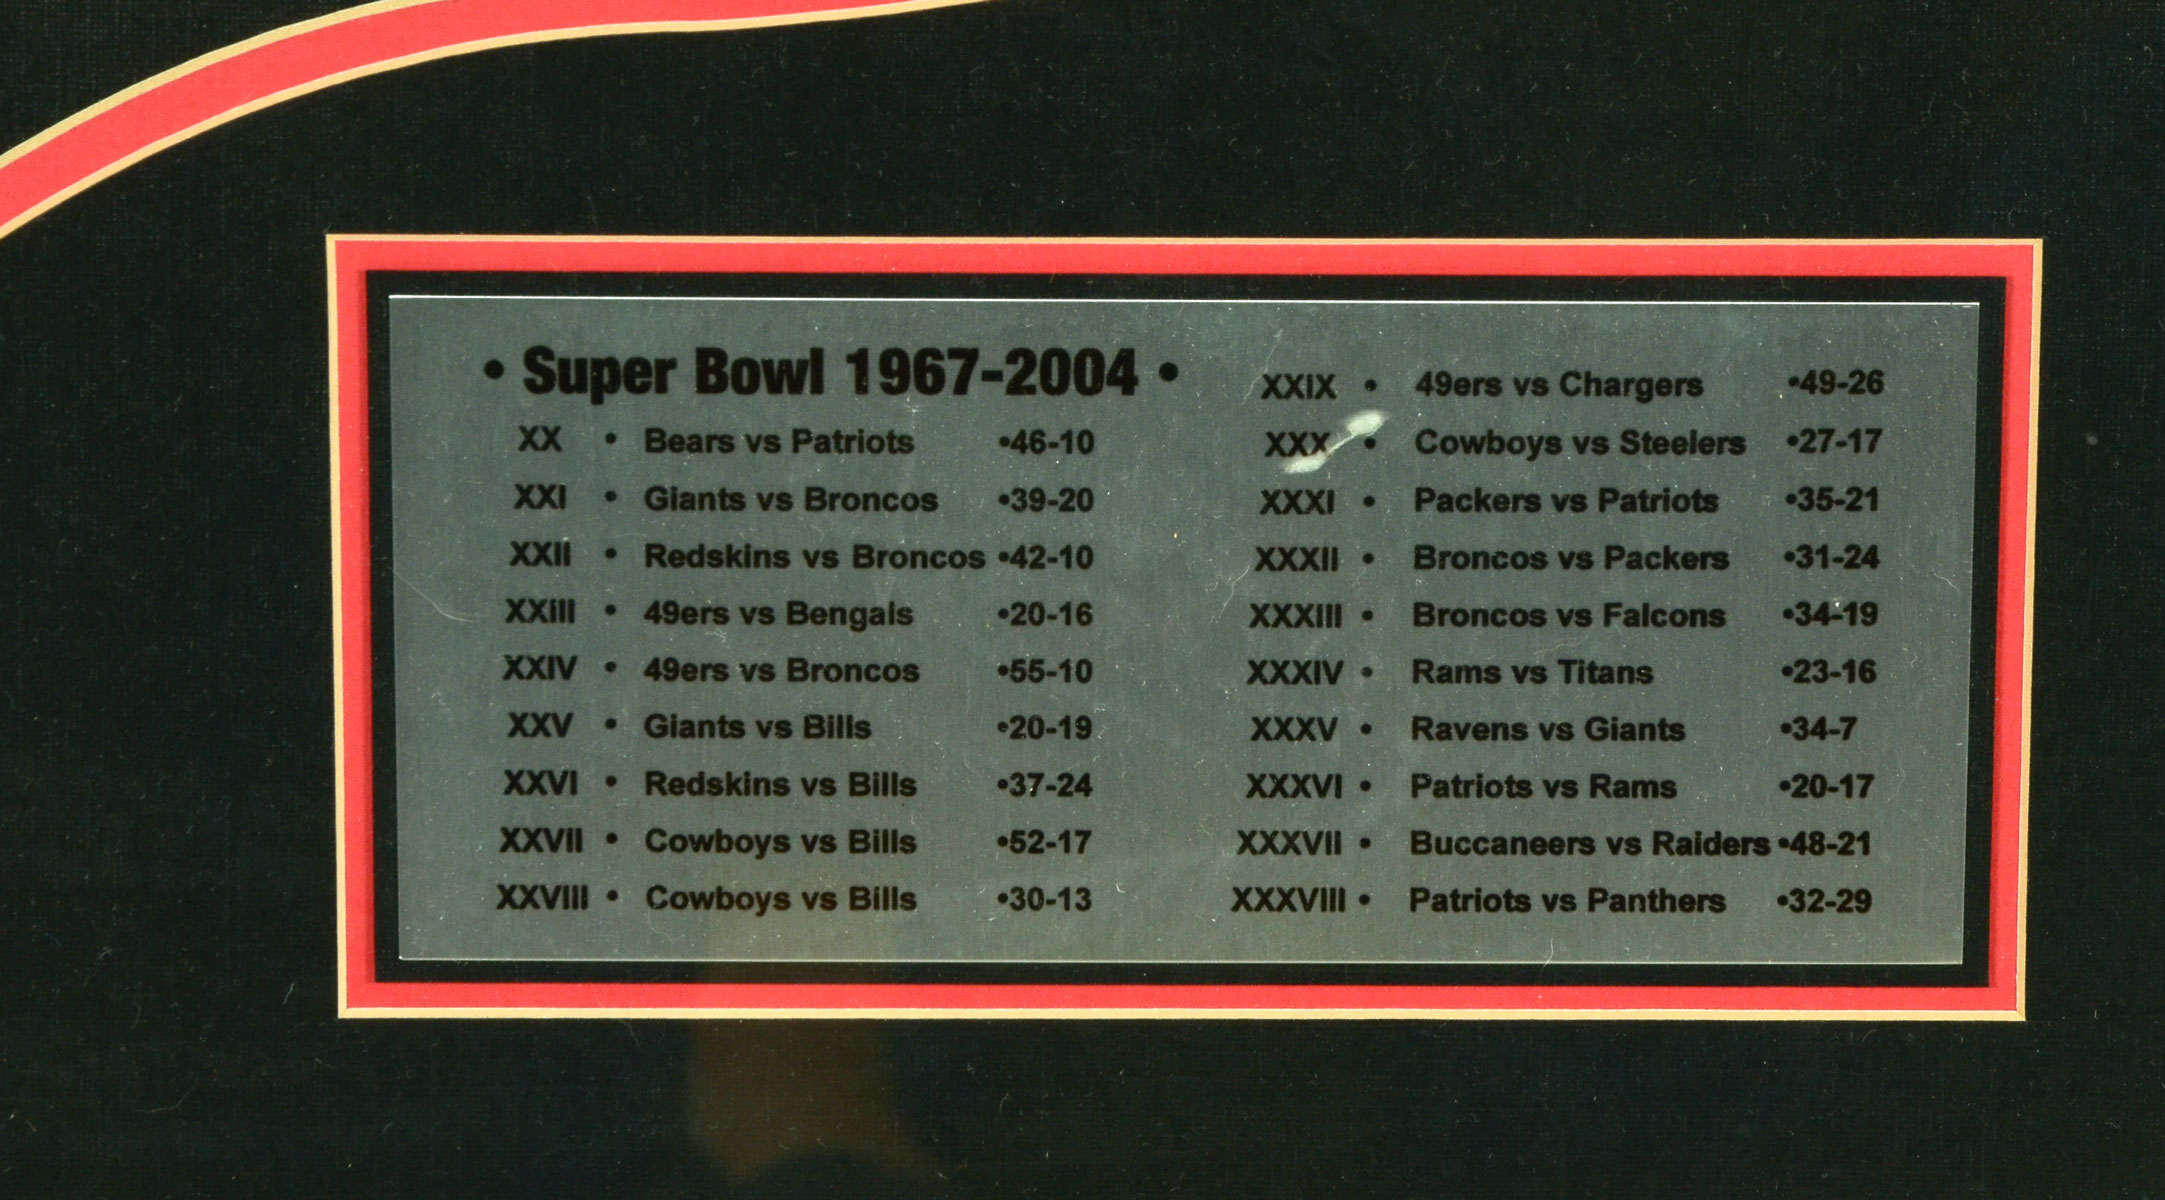 • Super Bowl 1967-2004 •
XX • Bears vs Patriots •46-10
XXI • Giants vs Broncos •39-20
XXII • Redskins vs Broncos •42-10
XXIII • 49ers vs Bengals •20-16
XXIV • 49ers vs Broncos •55-10
XXV • Giants vs Bills •20-19
XXVI • Redskins vs Bills •37-24
XXVII • Cowboys vs Bills •52-17
XXVIII • Cowboys vs Bills •30-13
XXIX • 49ers vs Chargers •49-26
XXX • Cowboys vs Steelers •27-17
XXXI • Packers vs Patriots •35-21
XXXII • Broncos vs Packers •31-24
XXXIII • Broncos vs Falcons •34-19
XXXIV • Rams vs Titans •23-16
XXXV • Ravens vs Giants •34-7
XXXVI • Patriots vs Rams •20-17
XXXVII • Buccaneers vs Raiders •48-21
XXXVIII • Patriots vs Panthers •32-29